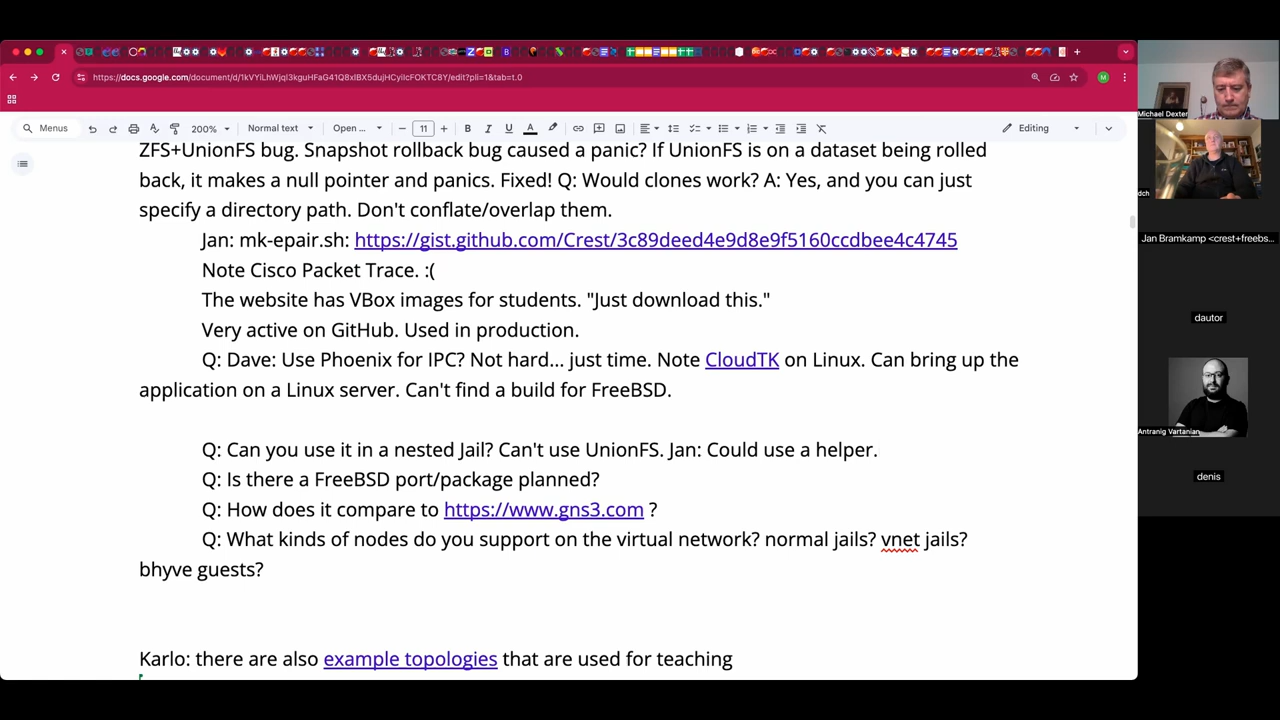 https://docs.google.com/document/d/1kVYiLhWjqI3kguHFaG41Q8xIBX5dujHCyiIcFOKTC8Y/edit?pli=1&tab=t.0
Menus
200%
Normal text
Open ...
11
Editing
ZFS+UnionFS bug. Snapshot rollback bug caused a panic? If UnionFS is on a dataset being rolled
back, it makes a null pointer and panics. Fixed! Q: Would clones work? A: Yes, and you can just
specify a directory path. Don't conflate/overlap them.
Jan: mk-epair.sh: https://gist.github.com/Crest/3c89deed4e9d8e9f5160ccdbee4c4745
Note Cisco Packet Trace. :(
The website has VBox images for students. "Just download this."
Very active on GitHub. Used in production.
Q: Dave: Use Phoenix for IPC? Not hard... just time. Note CloudTK on Linux. Can bring up the
application on a Linux server. Can't find a build for FreeBSD.
Q: Can you use it in a nested Jail? Can't use UnionFS. Jan: Could use a helper.
Q: Is there a FreeBSD port/package planned?
Q: How does it compare to https://www.gns3.com ?
Q: What kinds of nodes do you support on the virtual network? normal jails? vnet jails?
bhyve guests?
Karlo: there are also example topologies that are used for teaching
Michael Dexter
dch
Jan Bramkamp <crest+freebs...
dautor
Antranig Vartanian
denis